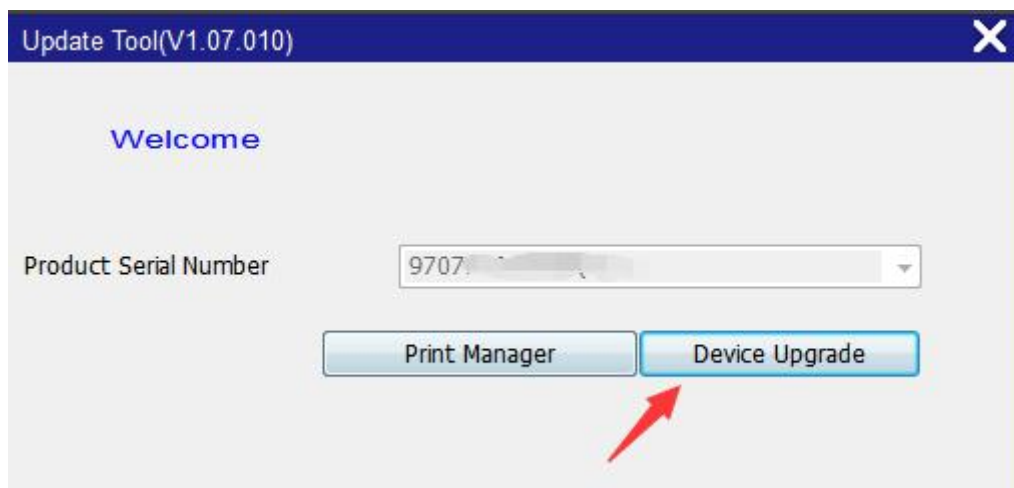 Update Tool(V1.07.010)
Welcome
Product Serial Number
9707
Print Manager
Device Upgrade